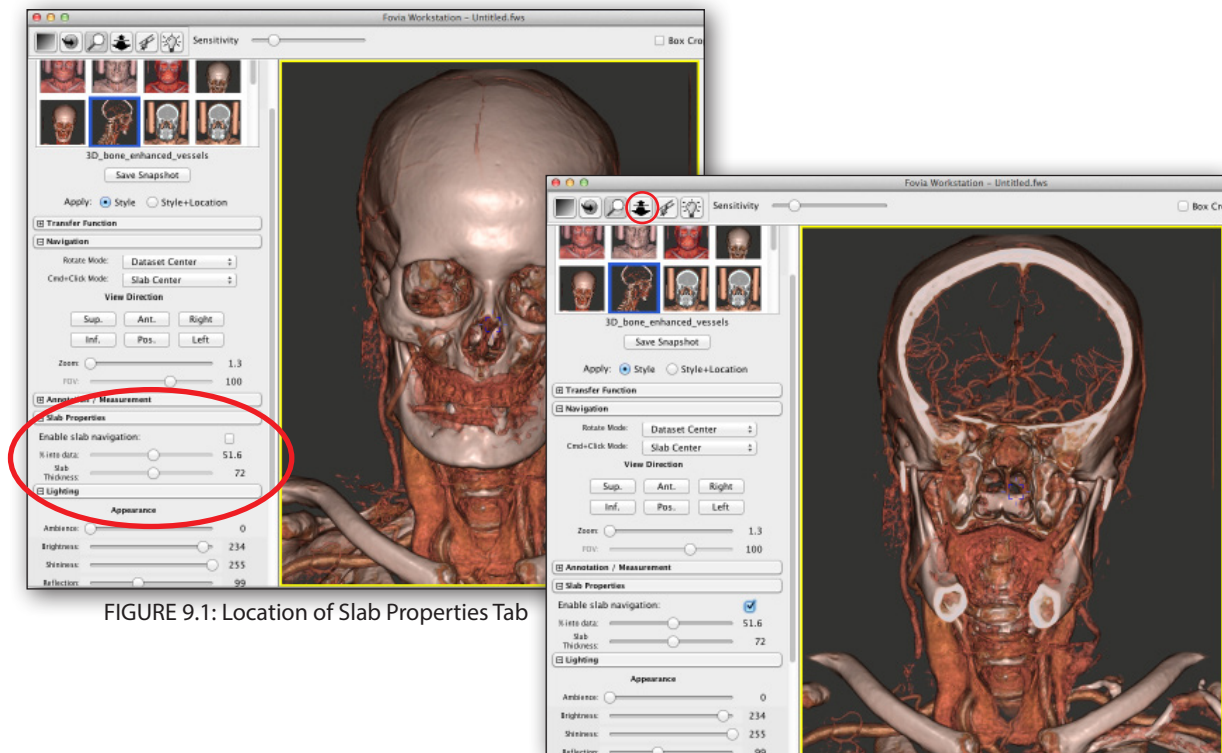 Fovia Workstation – Untitled.fws
Sensitivity
Box Cro
3D_bone_enhanced_vessels
Save Snapshot
Apply: Style Style+Location
Transfer Function
Navigation
Rotate Mode: Dataset Center
Cmd+Click Mode: Slab Center
View Direction
Sup. Ant. Right
Inf. Pos. Left
Zoom: 1.3
FOV: 100
Annotation / Measurement
Slab Properties
Enable slab navigation:
% into data: 51.6
Slab
Thickness: 72
Lighting
Appearance
Ambience: 0
Brightness: 234
Shininess: 255
Reflection: 99
FIGURE 9.1: Location of Slab Properties Tab
Fovia Workstation – Untitled.fws
Sensitivity
Box Cr
3D_bone_enhanced_vessels
Save Snapshot
Apply: Style Style+Location
Transfer Function
Navigation
Rotate Mode: Dataset Center
Cmd+Click Mode: Slab Center
View Direction
Sup. Ant. Right
Inf. Pos. Left
Zoom: 1.3
FOV: 100
Annotation / Measurement
Slab Properties
Enable slab navigation:
% into data: 51.6
Slab
Thickness: 72
Lighting
Appearance
Ambience: 0
Brightness: 234
Shininess: 255
Reflection: 99